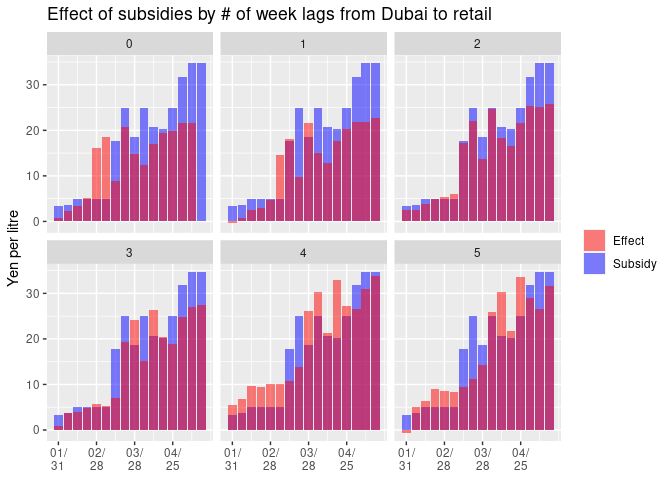 Effect of subsidies by # of week lags from Dubai to retail
0 1 2
30
20
10
0
3 4 5
30
20
10
0
01/ 02/ 03/ 04/ 01/ 02/ 03/ 04/ 01/ 02/ 03/ 04/
31 28 28 25 31 28 28 25 31 28 28 25
Yen per litre
Effect
Subsidy